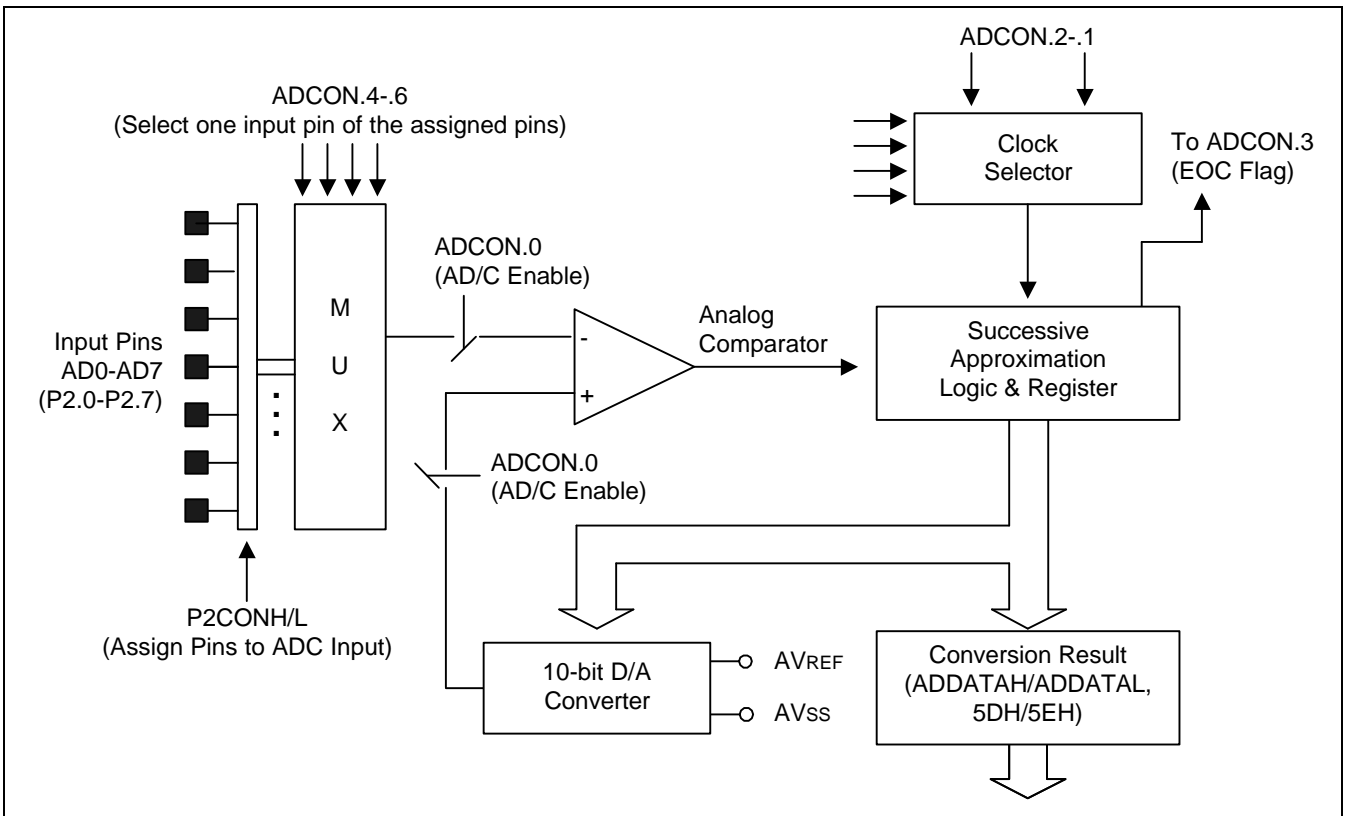 ADCON.2-.1
ADCON.4-.6
(Select one input pin of the assigned pins)
Clock
Selector
To ADCON.3
(EOC Flag)
ADCON.0
(AD/C Enable)
M
U
X
Input Pins
AD0-AD7
(P2.0-P2.7)
-
+
Analog
Comparator
Successive
Approximation
Logic & Register
ADCON.0
(AD/C Enable)
P2CONH/L
(Assign Pins to ADC Input)
10-bit D/A
Converter
AVREF
AVSS
Conversion Result
(ADDATAH/ADDATAL,
5DH/5EH)